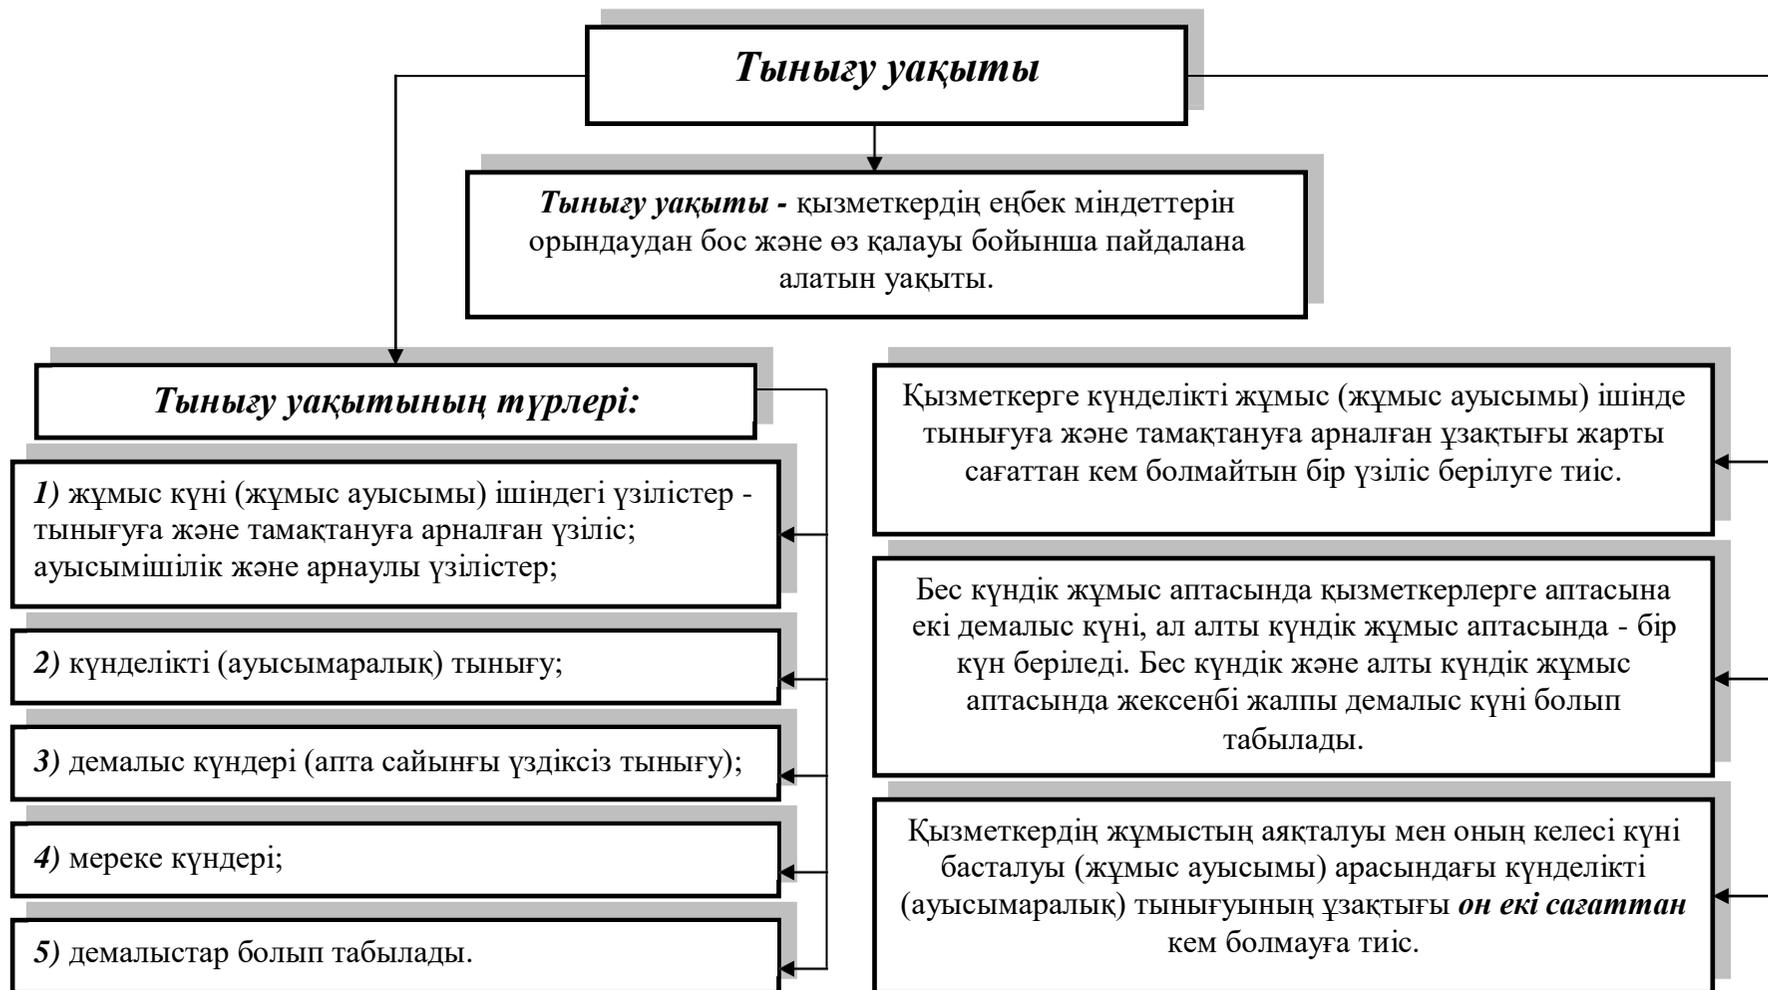 Тынығу уақыты
Тынығу уақыты - қызметкердің еңбек міндеттерін
орындаудан бос және өз қалауы бойынша пайдалана
алатын уақыты.
Тынығу уақытының түрлері:
1) жұмыс күні (жұмыс ауысымы) ішіндегі үзілістер -
тынығуға және тамақтануға арналған үзіліс;
ауысымішілік және арнаулы үзілістер;
2) күнделікті (ауысымаралық) тынығу;
3) демалыс күндері (апта сайынғы үздіксіз тынығу);
4) мереке күндері;
5) демалыстар болып табылады.
Қызметкерге күнделікті жұмыс (жұмыс ауысымы) ішінде
тынығуға және тамақтануға арналған ұзақтығы жарты
сағаттан кем болмайтын бір үзіліс берілуге тиіс.
Бес күндік жұмыс аптасында қызметкерлерге аптасына
екі демалыс күні, ал алты күндік жұмыс аптасында - бір
күн беріледі. Бес күндік және алты күндік жұмыс
аптасында жексенбі жалпы демалыс күні болып
табылады.
Қызметкердің жұмыстың аяқталуы мен оның келесі күні
басталуы (жұмыс ауысымы) арасындағы күнделікті
(ауысымаралық) тынығуының ұзақтығы он екі сағаттан
кем болмауға тиіс.